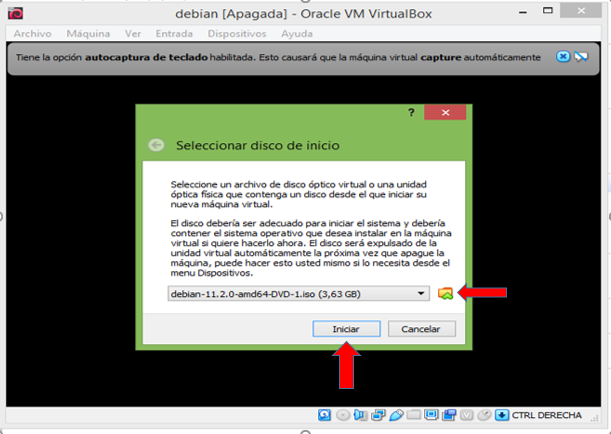 debian [Apagada] - Oracle VM VirtualBox
Archivo Máquina Ver Entrada Dispositivos Ayuda
Tiene la opción autocaptura de teclado habilitada. Esto causará que la máquina virtual capture automáticamente
?
Seleccionar disco de inicio
Seleccione un archivo de disco óptico virtual o una unidad
óptica física que contenga un disco desde el que iniciar su
nueva máquina virtual.
El disco debería ser adecuado para iniciar el sistema y debería
contener el sistema operativo que desea instalar en la máquina
virtual si quiere hacerlo ahora. El disco será expulsado de la
unidad virtual automáticamente la próxima vez que apague la
máquina, puede hacer esto usted mismo si lo necesita desde el
menu Dispositivos.
debian-11.2.0-amd64-DVD-1.iso (3,63 GB)
Iniciar Cancelar
CTRL DERECHA